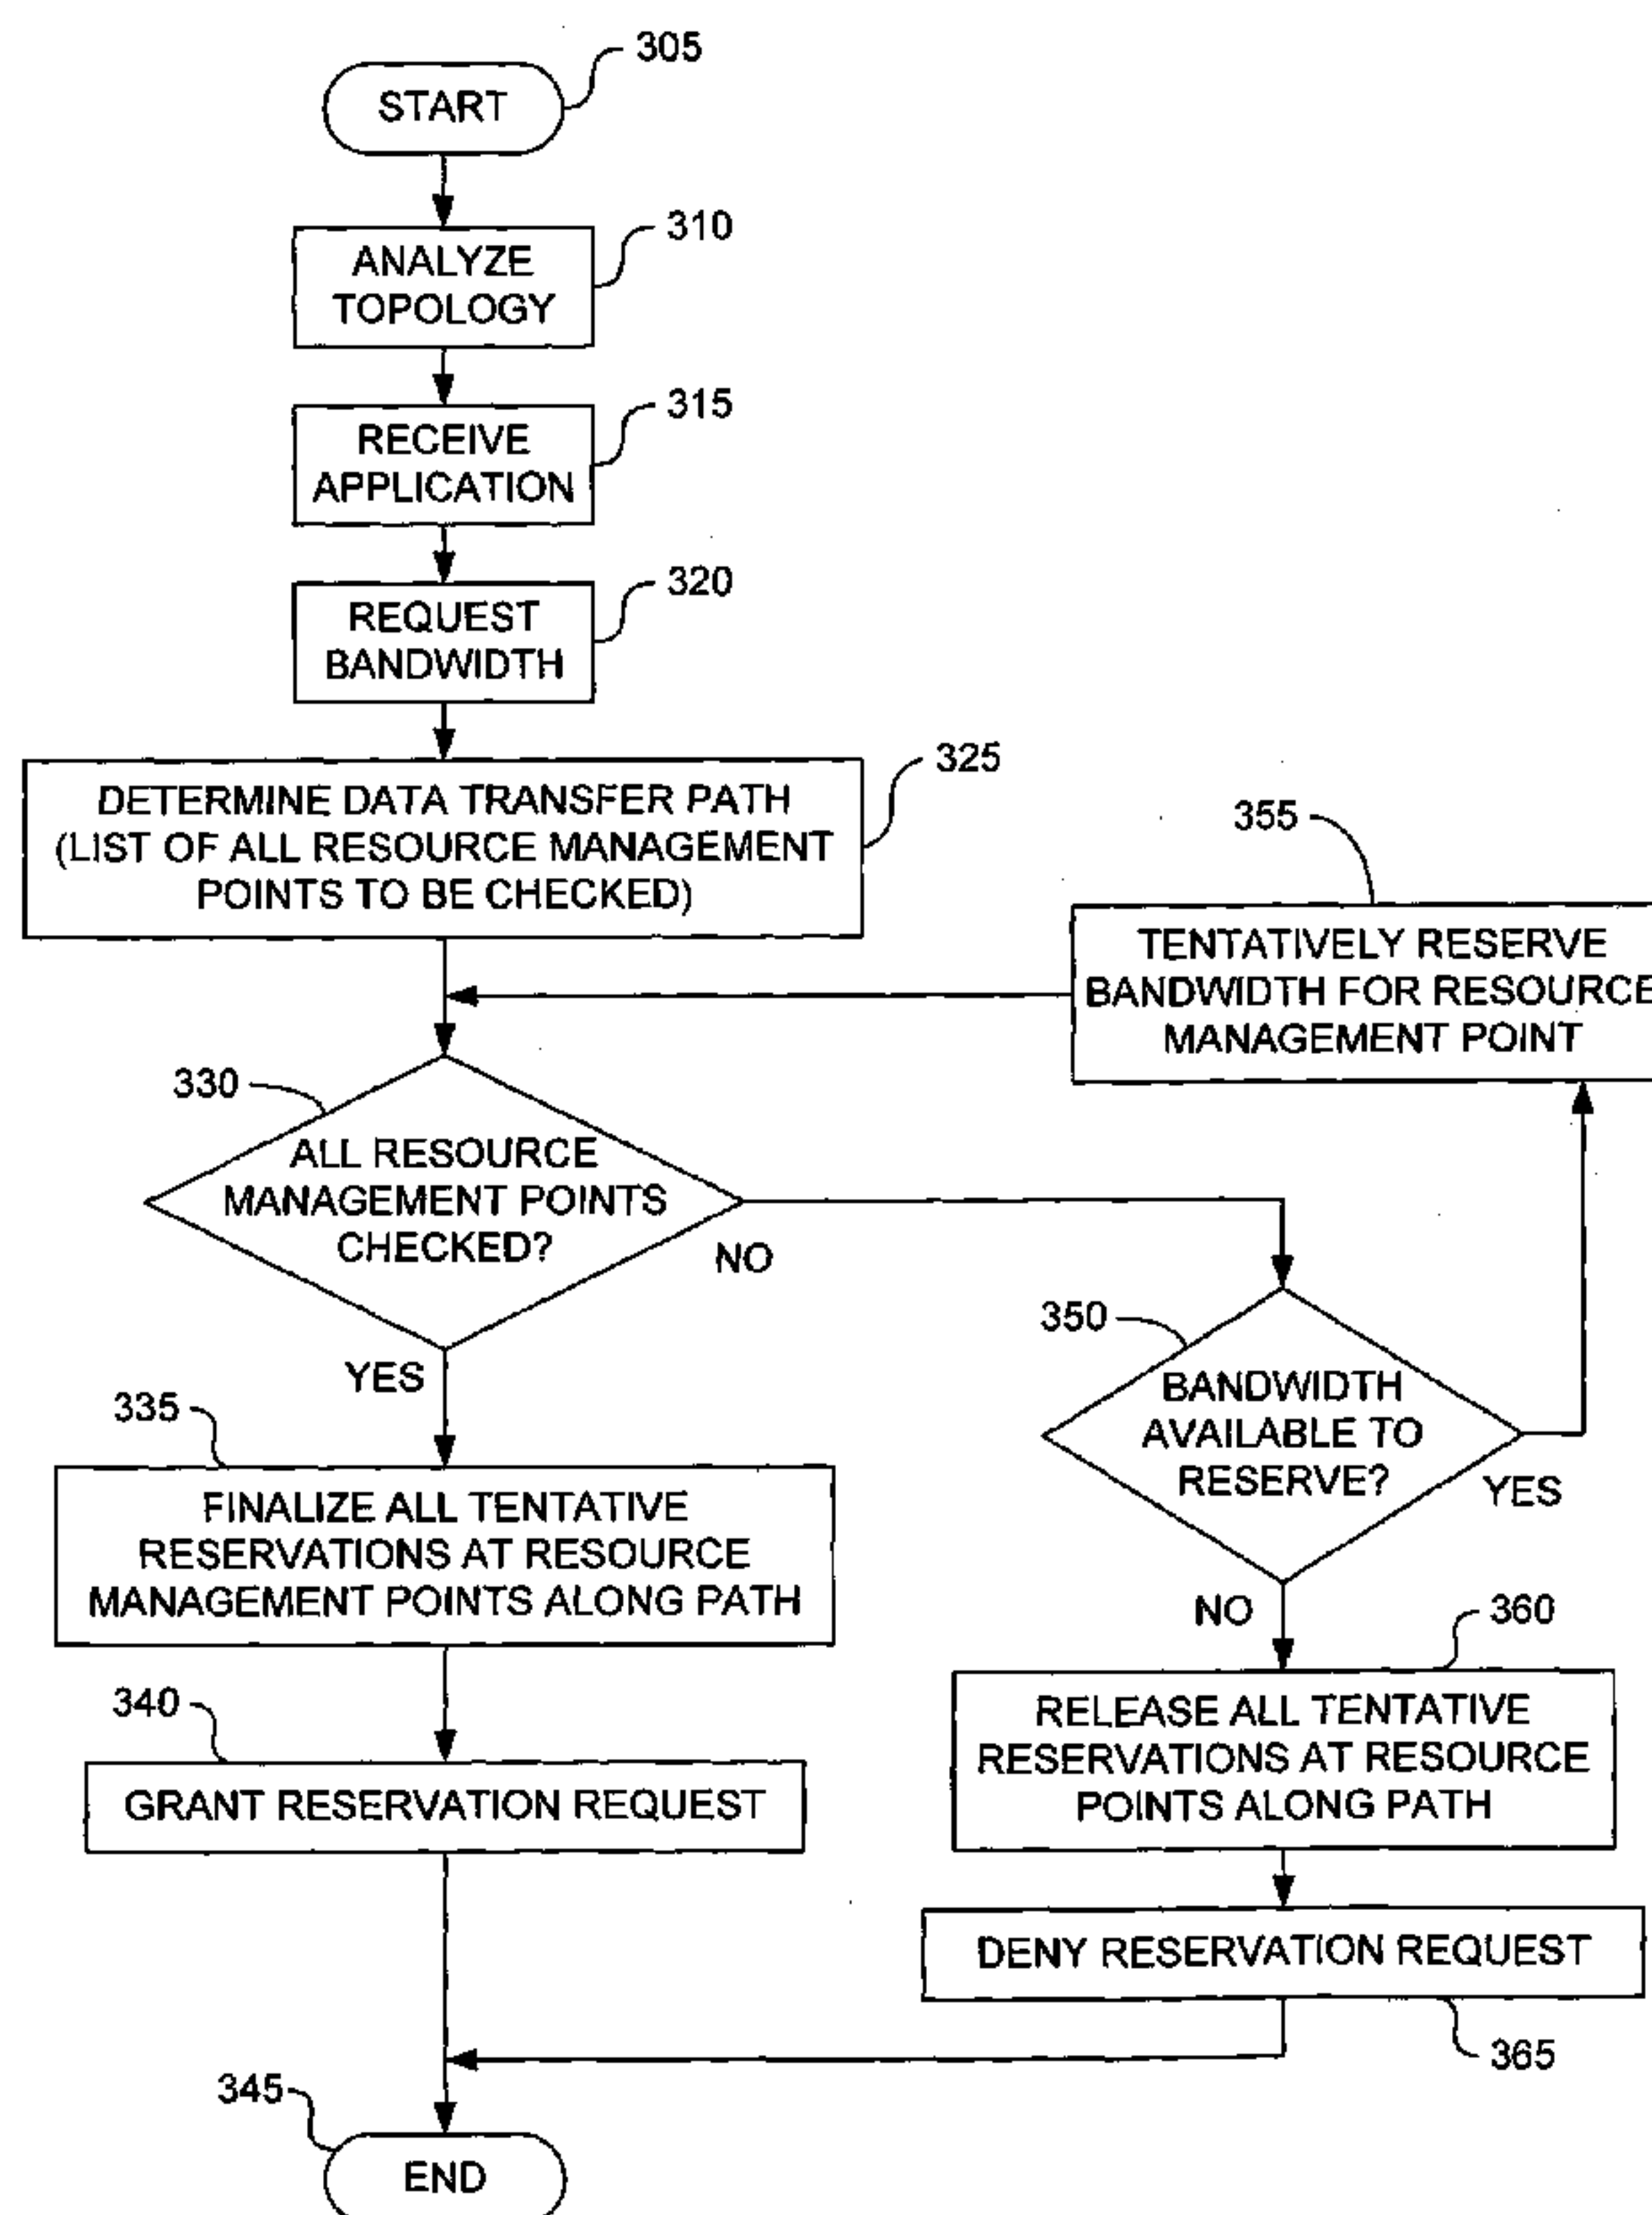 305
START
310
ANALYZE
TOPOLOGY
315
RECEIVE
APPLICATION
320
REQUEST
BANDWIDTH
325
DETERMINE DATA TRANSFER PATH
(LIST OF ALL RESOURCE MANAGEMENT
POINTS TO BE CHECKED)
355
TENTATIVELY RESERVE
BANDWIDTH FOR RESOURCE
MANAGEMENT POINT
330
ALL RESOURCE
MANAGEMENT POINTS
CHECKED?
NO
YES
350
BANDWIDTH
AVAILABLE TO
RESERVE?
YES
NO
335
FINALIZE ALL TENTATIVE
RESERVATIONS AT RESOURCE
MANAGEMENT POINTS ALONG PATH
360
RELEASE ALL TENTATIVE
RESERVATIONS AT RESOURCE
POINTS ALONG PATH
340
GRANT RESERVATION REQUEST
DENY RESERVATION REQUEST
365
345
END